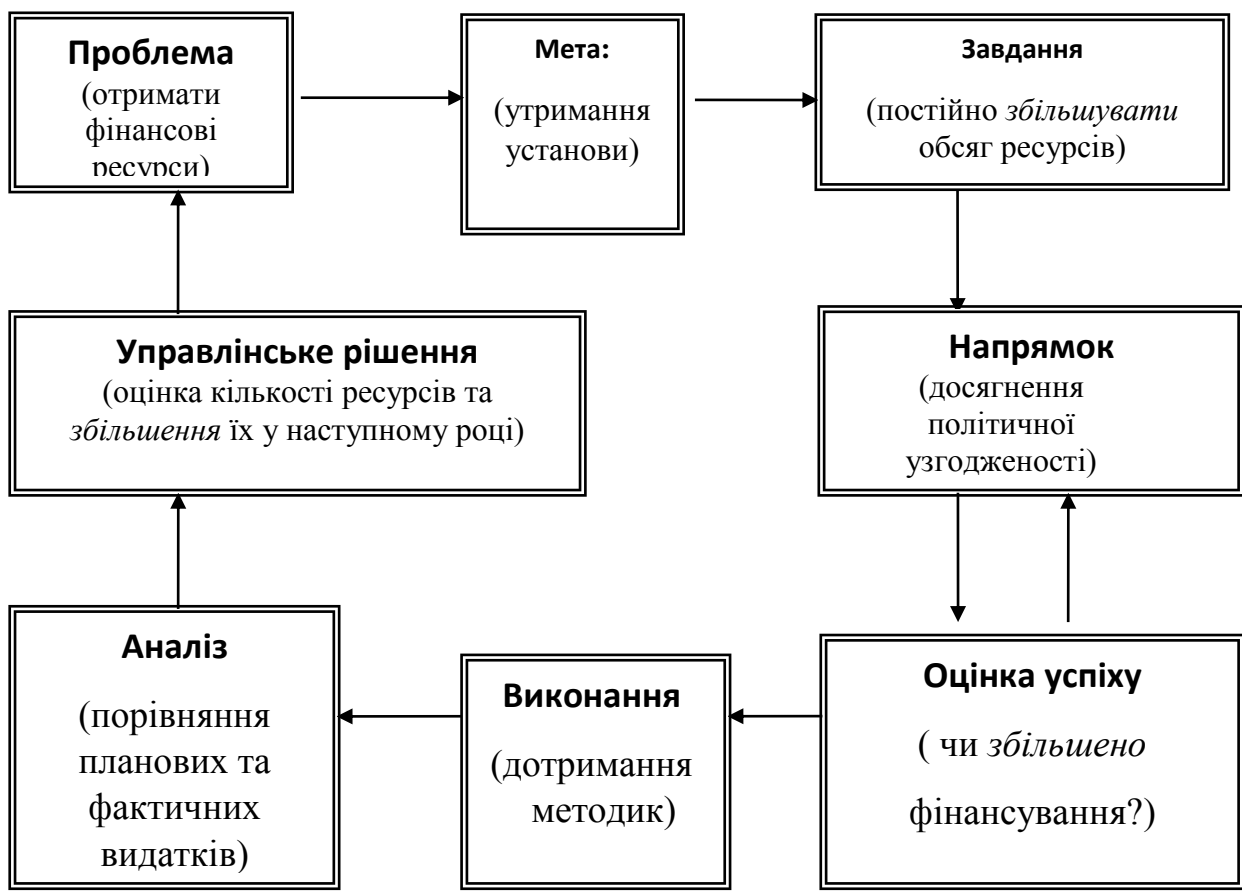 Проблема
(отримати
фінансові
ресурси)
Мета:
(утримання
установи)
Завдання
(постійно збільшувати
обсяг ресурсів)
Напрямок
(досягнення
політичної
узгодженості)
Управлінське рішення
(оцінка кількості ресурсів та
збільшення їх у наступному році)
Аналіз
(порівняння
планових та
фактичних
видатків)
Виконання
(дотримання
методик)
Оцінка успіху
( чи збільшено
фінансування?)